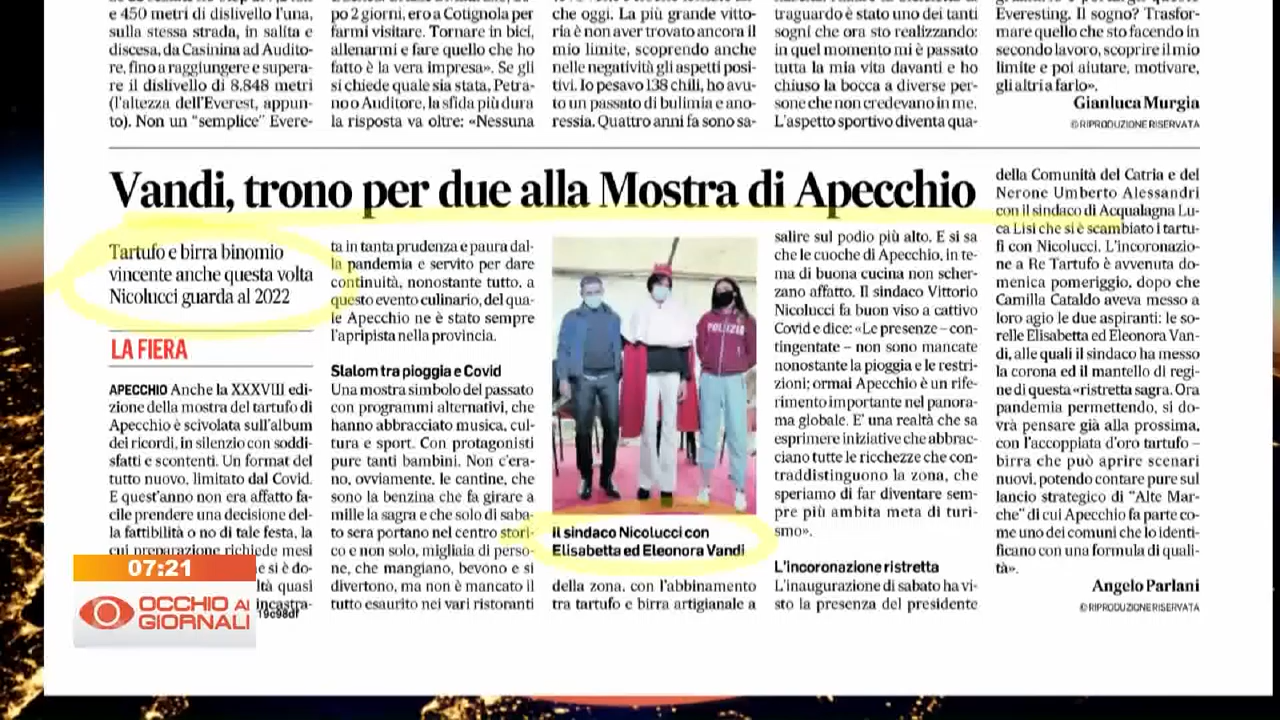 e 450 metri di dislivello l'una,
sulla stessa strada, in salita e
discesa, da Casinina ad Audito-
re, fino a raggiungere e supera-
re il dislivello di 8.848 metri
(l'altezza dell'Everest, appun-
to). Non un “semplice” Evere-
po 2 giorni, ero a Cotignola per
farmi visitare. Tornare in bici,
allenarmi e fare quello che ho
fatto è la vera impresa». Se gli
si chiede quale sia stata, Petra-
no o Auditore, la sfida più dura
la risposta va oltre: «Nessuna
che oggi. La più grande vitto-
ria è non aver trovato ancora il
mio limite, scoprendo anche
nelle negatività gli aspetti posi-
tivi. Io pesavo 138 chili, ho avu-
to un passato di bulimia e ano-
ressia. Quattro anni fa sono sa-
traguardo è stato uno dei tanti
sogni che ora sto realizzando:
in quel momento mi è passato
tutta la mia vita davanti e ho
chiuso la bocca a diverse per-
sone che non credevano in me.
L'aspetto sportivo diventa qua-
Everesting. Il sogno? Trasfor-
mare quello che sto facendo in
secondo lavoro, scoprire il mio
limite e poi aiutare, motivare,
gli altri a farlo».
Gianluca Murgia
© RIPRODUZIONE RISERVATA
Vandi, trono per due alla Mostra di Apecchio
Tartufo e birra binomio
vincente anche questa volta
Nicolucci guarda al 2022
LA FIERA
APECCHIO Anche la XXXVIII edi-
zione della mostra del tartufo di
Apecchio è scivolata sull'album
dei ricordi, in silenzio con soddi-
sfatti e scontenti. Un format del
tutto nuovo, limitato dal Covid.
E quest'anno non era affatto fa-
cile prendere una decisione del-
la fattibilità o no di tale festa, la
cui preparazione richiede mesi
e si è do-
ltà quasi
incastra-
ta in tanta prudenza e paura dal-
la pandemia e servito per dare
continuità, nonostante tutto, a
questo evento culinario, del qua-
le Apecchio ne è stato sempre
l'apripista nella provincia.
Slalom tra pioggia e Covid
Una mostra simbolo del passato
con programmi alternativi, che
hanno abbracciato musica, cul-
tura e sport. Con protagonisti
pure tanti bambini. Non c'era-
no, ovviamente, le cantine, che
sono la benzina che fa girare a
mille la sagra e che solo di saba-
to sera portano nel centro stori-
co e non solo, migliaia di perso-
ne, che mangiano, bevono e si
divertono, ma non è mancato il
tutto esaurito nei vari ristoranti
POLIZIA
Il sindaco Nicolucci con
Elisabetta ed Eleonora Vandi
della zona, con l'abbinamento
tra tartufo e birra artigianale a
salire sul podio più alto. E si sa
che le cuoche di Apecchio, in te-
ma di buona cucina non scher-
zano affatto. Il sindaco Vittorio
Nicolucci fa buon viso a cattivo
Covid e dice: «Le presenze – con-
tingentate – non sono mancate
nonostante la pioggia e le restri-
zioni; ormai Apecchio è un rife-
rimento importante nel panora-
ma globale. E' una realtà che sa
esprimere iniziative che abbrac-
ciano tutte le ricchezze che con-
traddistinguono la zona, che
speriamo di far diventare sem-
pre più ambita meta di turi-
smo».
L'incoronazione ristretta
L'inaugurazione di sabato ha vi-
sto la presenza del presidente
della Comunità del Catria e del
Nerone Umberto Alessandri
con il sindaco di Acqualagna Lu-
ca Lisi che si è scambiato i tartu-
fi con Nicolucci. L'incoronazio-
ne a Re Tartufo è avvenuta do-
menica pomeriggio, dopo che
Camilla Cataldo aveva messo a
loro agio le due aspiranti: le so-
relle Elisabetta ed Eleonora Van-
di, alle quali il sindaco ha messo
la corona ed il mantello di regi-
ne di questa «ristretta sagra. Ora
pandemia permettendo, si do-
vrà pensare già alla prossima,
con l'accoppiata d'oro tartufo –
birra che può aprire scenari
nuovi, potendo contare pure sul
lancio strategico di “Alte Mar-
che” di cui Apecchio fa parte co-
me uno dei comuni che lo identi-
ficano con una formula di quali-
tà».
Angelo Parlani
© RIPRODUZIONE RISERVATA
07:21
OCCHIO AI
GIORNALI
19c98df